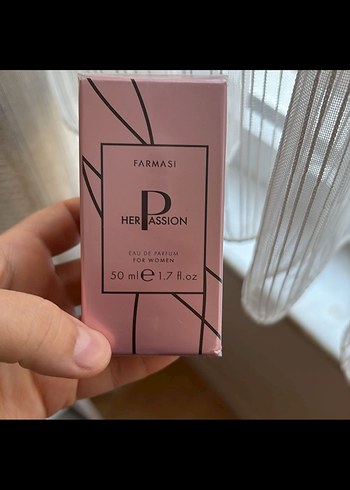 FARMASI
HER PASSION
EAU DE PARFUM
FOR WOMEN
50 ml e 1.7 fl.oz